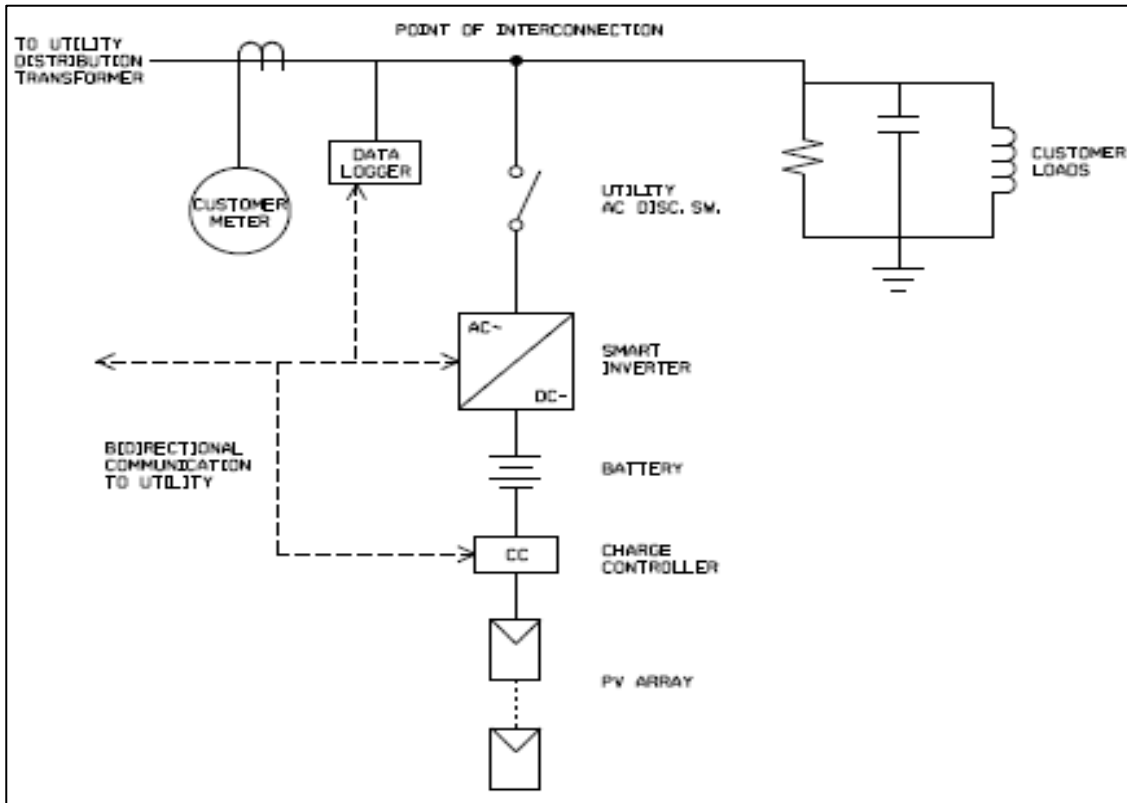 POINT OF INTERCONNECTION
TO UTILITY
DISTRIBUTION
TRANSFORMER
DATA
LOGGER
CUSTOMER
METER
CUSTOMER
LOADS
UTILITY
AC DISC. SW.
AC~
SMART
INVERTER
DC-
BIDIRECTIONAL
COMMUNICATION
TO UTILITY
BATTERY
CC
CHARGE
CONTROLLER
PV ARRAY